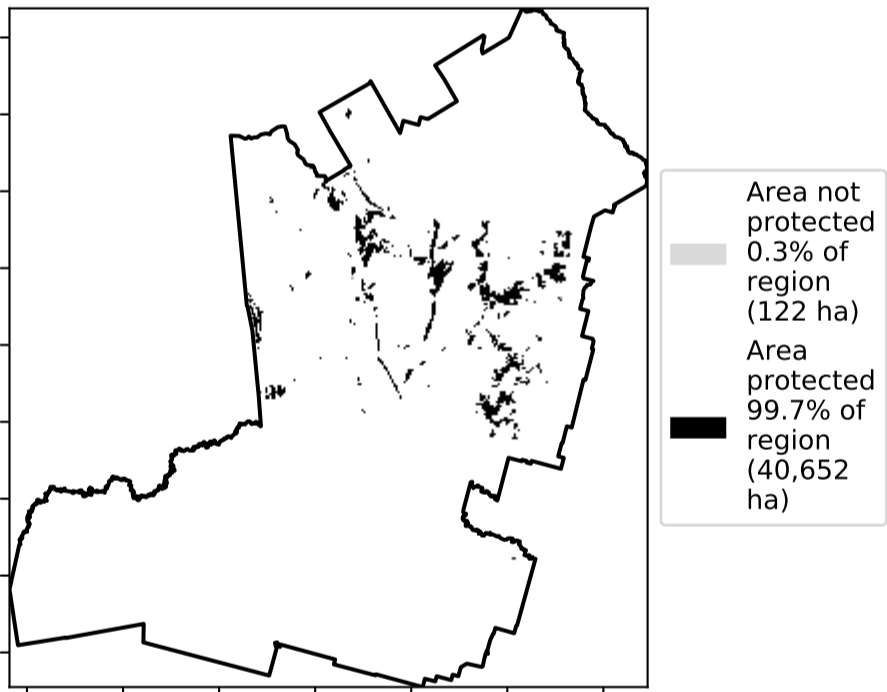 Area not
protected
0.3% of
region
(122 ha)
Area
protected
99.7% of
region
(40,652
ha)